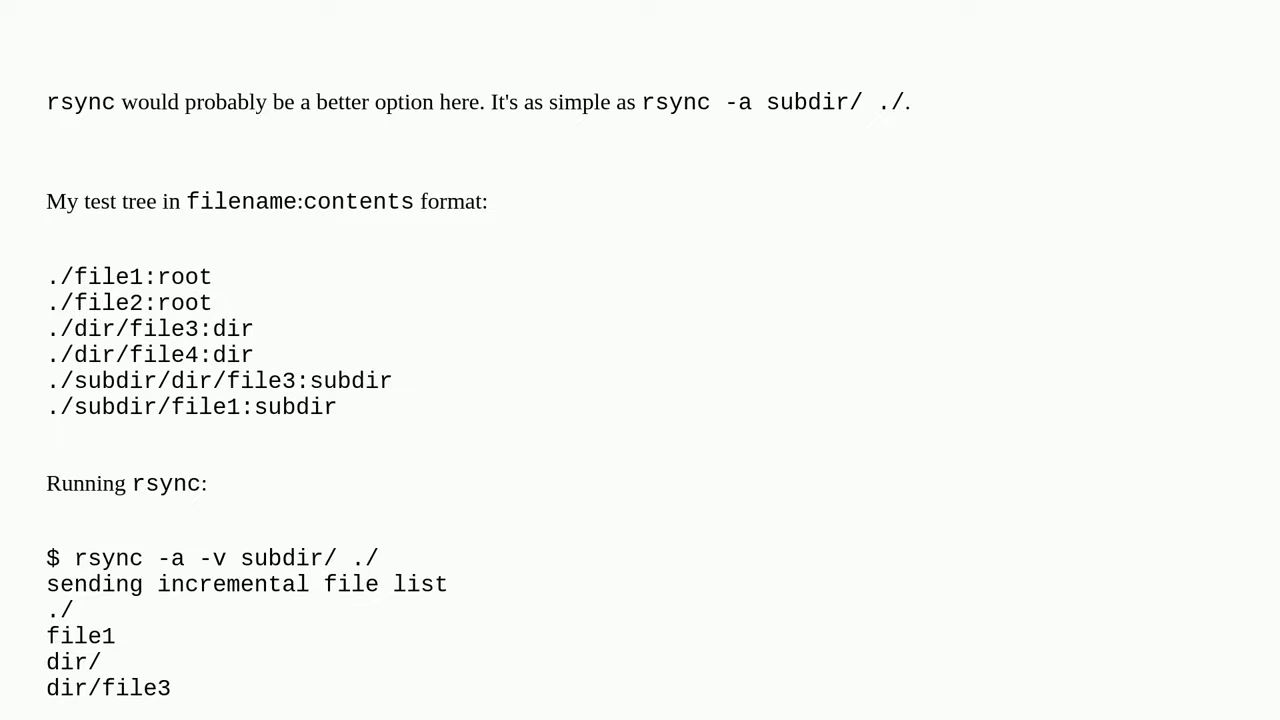 rsync would probably be a better option here. It's as simple as rsync -a subdir/ ./.
My test tree in filename:contents format:
./file1:root
./file2:root
./dir/file3:dir
./dir/file4:dir
./subdir/dir/file3:subdir
./subdir/file1:subdir
Running rsync:
$ rsync -a -v subdir/ ./
sending incremental file list
./
file1
dir/
dir/file3